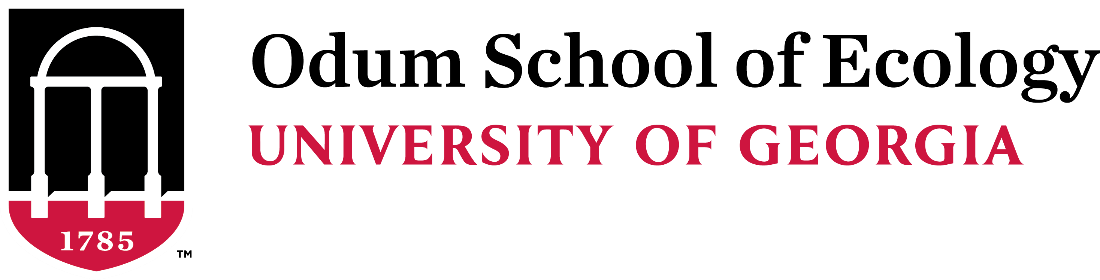 Odum School of Ecology
UNIVERSITY OF GEORGIA
1785
TM